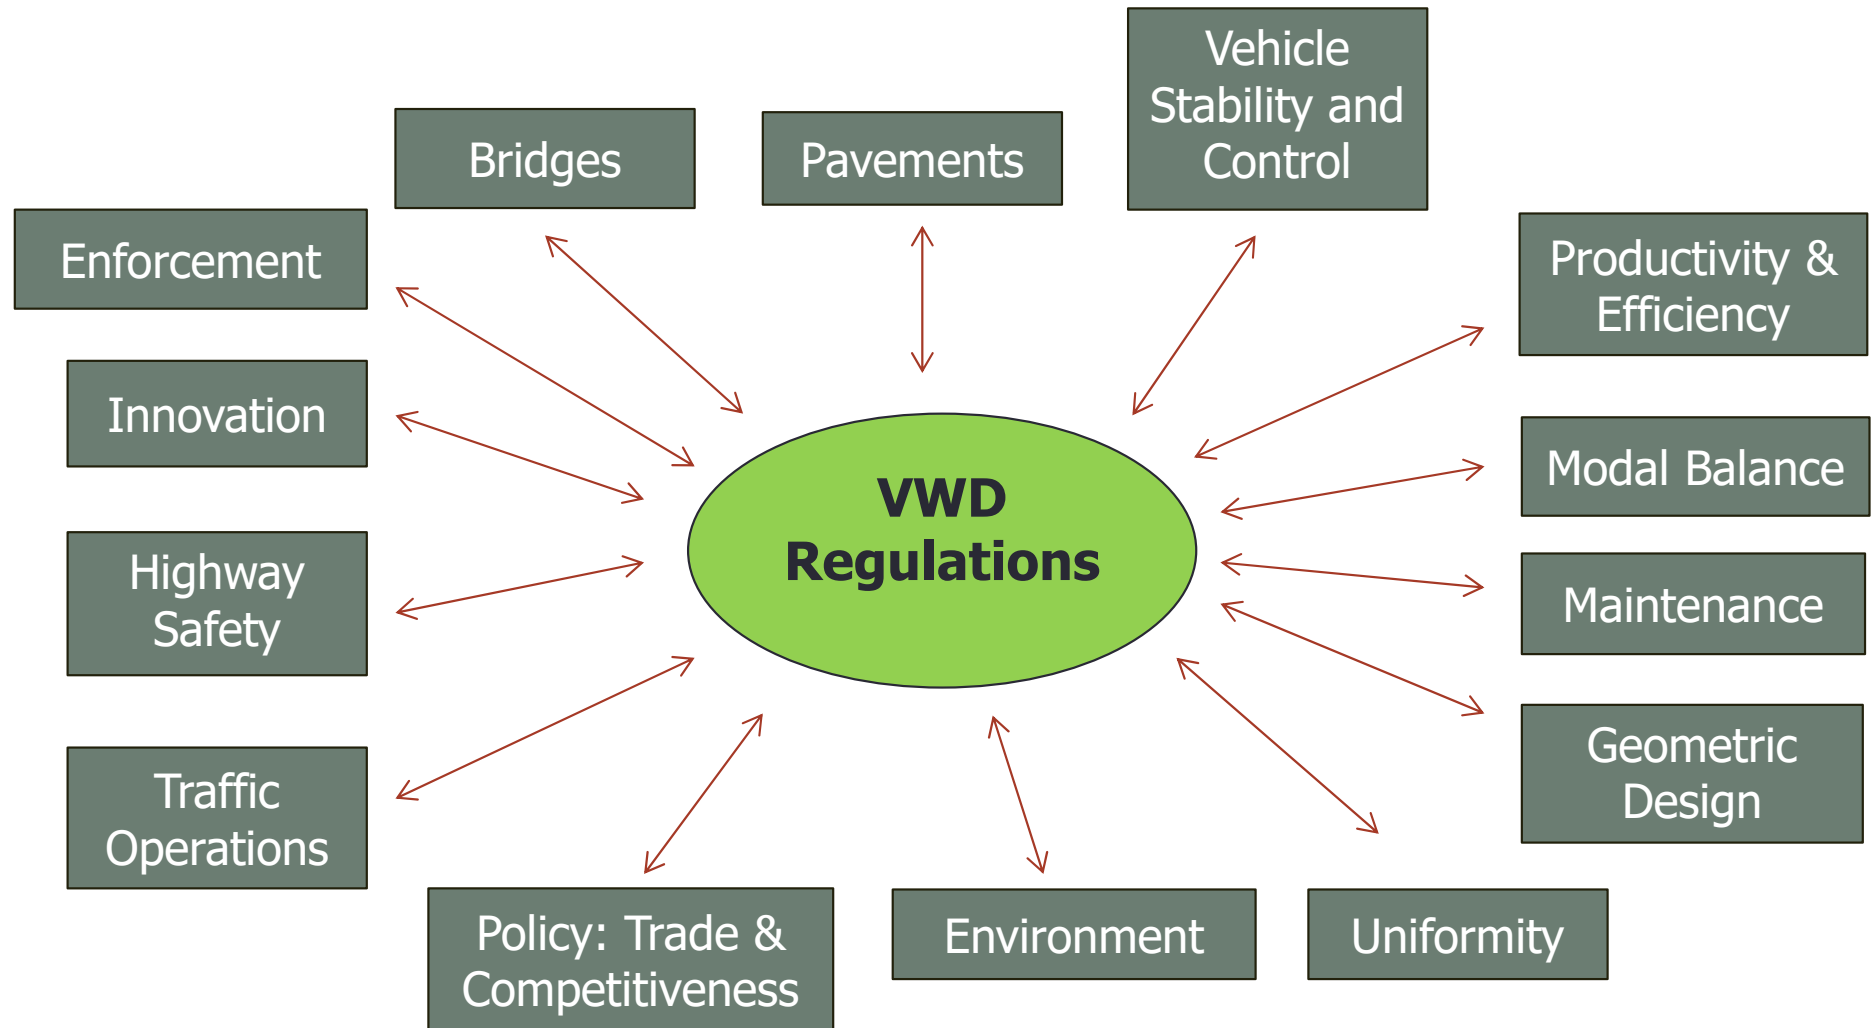 Vehicle
Stability and
Control
Bridges
Pavements
Enforcement
Productivity &
Efficiency
Innovation
Modal Balance
VWD
Regulations
Highway
Safety
Maintenance
Geometric
Design
Traffic
Operations
Policy: Trade &
Competitiveness
Environment
Uniformity